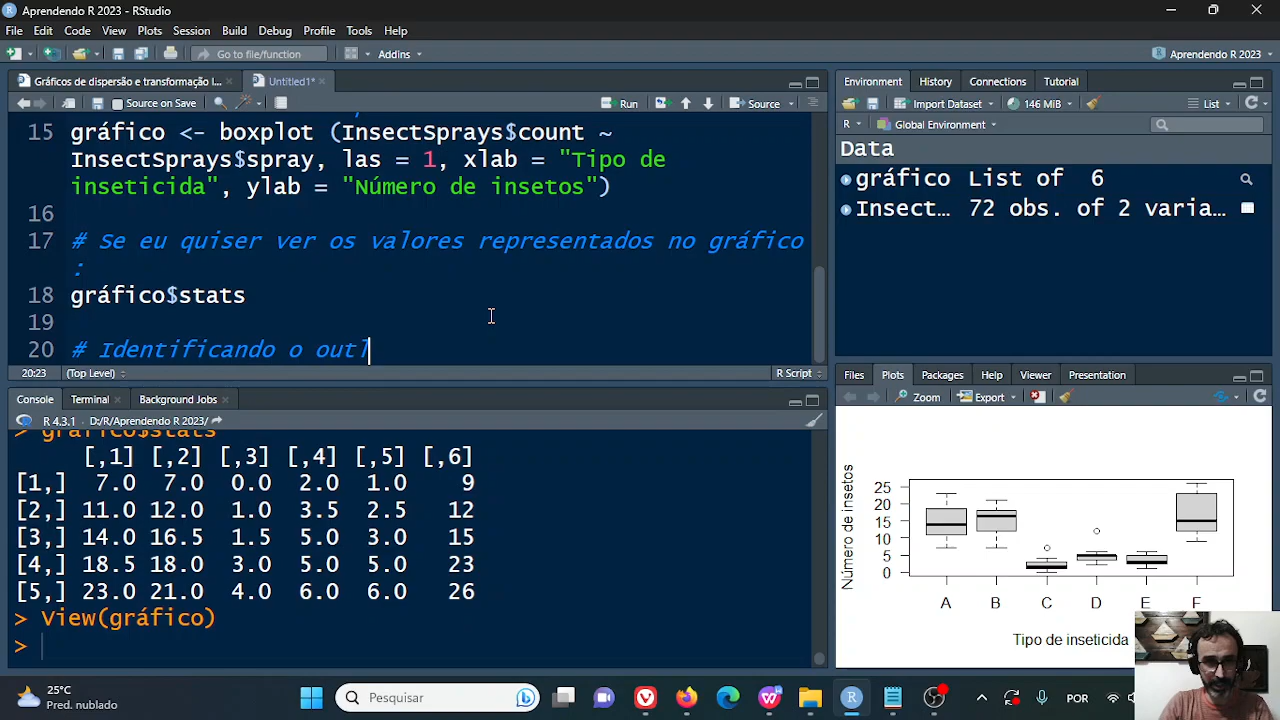 Aprendendo R 2023 - RStudio
File Edit Code View Plots Session Build Debug Profile Tools Help
Go to file/function Addins Aprendendo R 2023
Gráficos de dispersão e transformação l... Untitled1*
Source on Save Run Source
15 gráfico <- boxplot (InsectSprays$count ~
InsectSprays$spray, las = 1, xlab = "Tipo de
inseticida", ylab = "Número de insetos")
16
17 # Se eu quiser ver os valores representados no gráfico
:
18 gráfico$stats
19
20 # Identificando o outl
20:23 (Top Level) R Script
Console Terminal Background Jobs
R 4.3.1 · D:/R/Aprendendo R 2023/
> gráfico$stats
[,1] [,2] [,3] [,4] [,5] [,6]
[1,] 7.0 7.0 0.0 2.0 1.0 9
[2,] 11.0 12.0 1.0 3.5 2.5 12
[3,] 14.0 16.5 1.5 5.0 3.0 15
[4,] 18.5 18.0 3.0 5.0 5.0 23
[5,] 23.0 21.0 4.0 6.0 6.0 26
> View(gráfico)
>
Environment History Connections Tutorial
Import Dataset 146 MiB List
R Global Environment
Data
gráfico List of 6
Insect... 72 obs. of 2 varia...
Files Plots Packages Help Viewer Presentation
Zoom Export
Número de insetos
25
20
15
10
5
0
A B C D E F
Tipo de inseticida
25°C
Pred. nublado
Pesquisar
POR